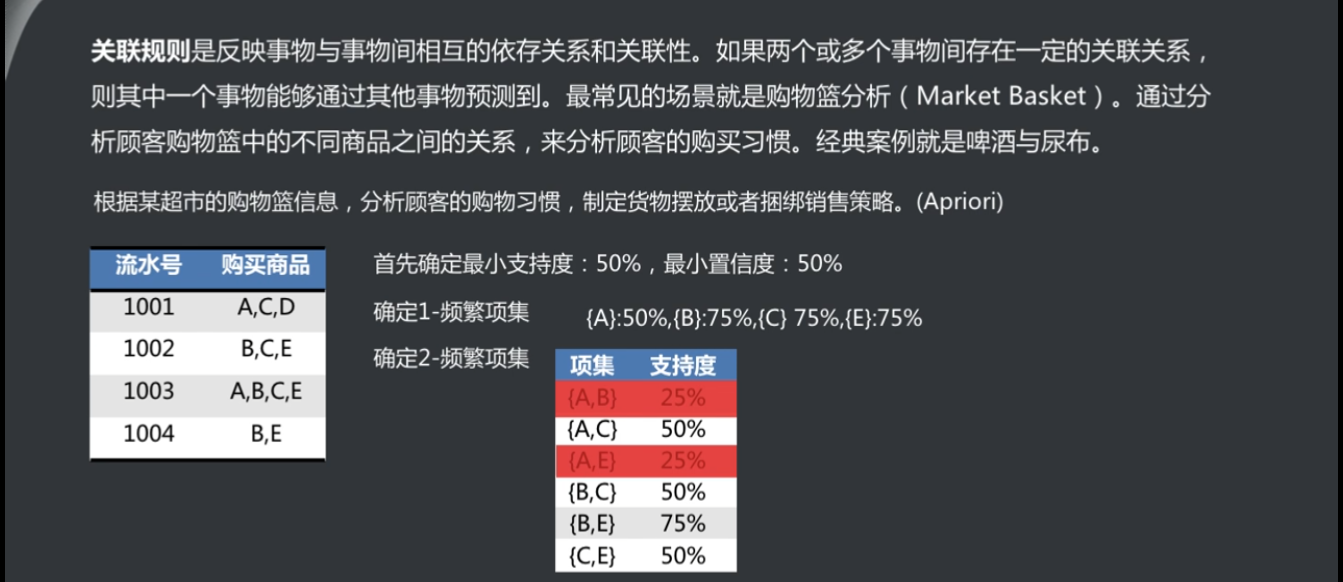 关联规则是反映事物与事物间相互的依存关系和关联性。如果两个或多个事物间存在一定的关联关系，
则其中一个事物能够通过其他事物预测到。最常见的场景就是购物篮分析（Market Basket）。通过分
析顾客购物篮中的不同商品之间的关系，来分析顾客的购买习惯。经典案例就是啤酒与尿布。
根据某超市的购物篮信息，分析顾客的购物习惯，制定货物摆放或者捆绑销售策略。(Apriori)
流水号 购买商品
1001 A,C,D
1002 B,C,E
1003 A,B,C,E
1004 B,E
首先确定最小支持度：50%，最小置信度：50%
确定1-频繁项集 {A}:50%,{B}:75%,{C} 75%,{E}:75%
确定2-频繁项集
项集 支持度
{A,B} 25%
{A,C} 50%
{A,E} 25%
{B,C} 50%
{B,E} 75%
{C,E} 50%